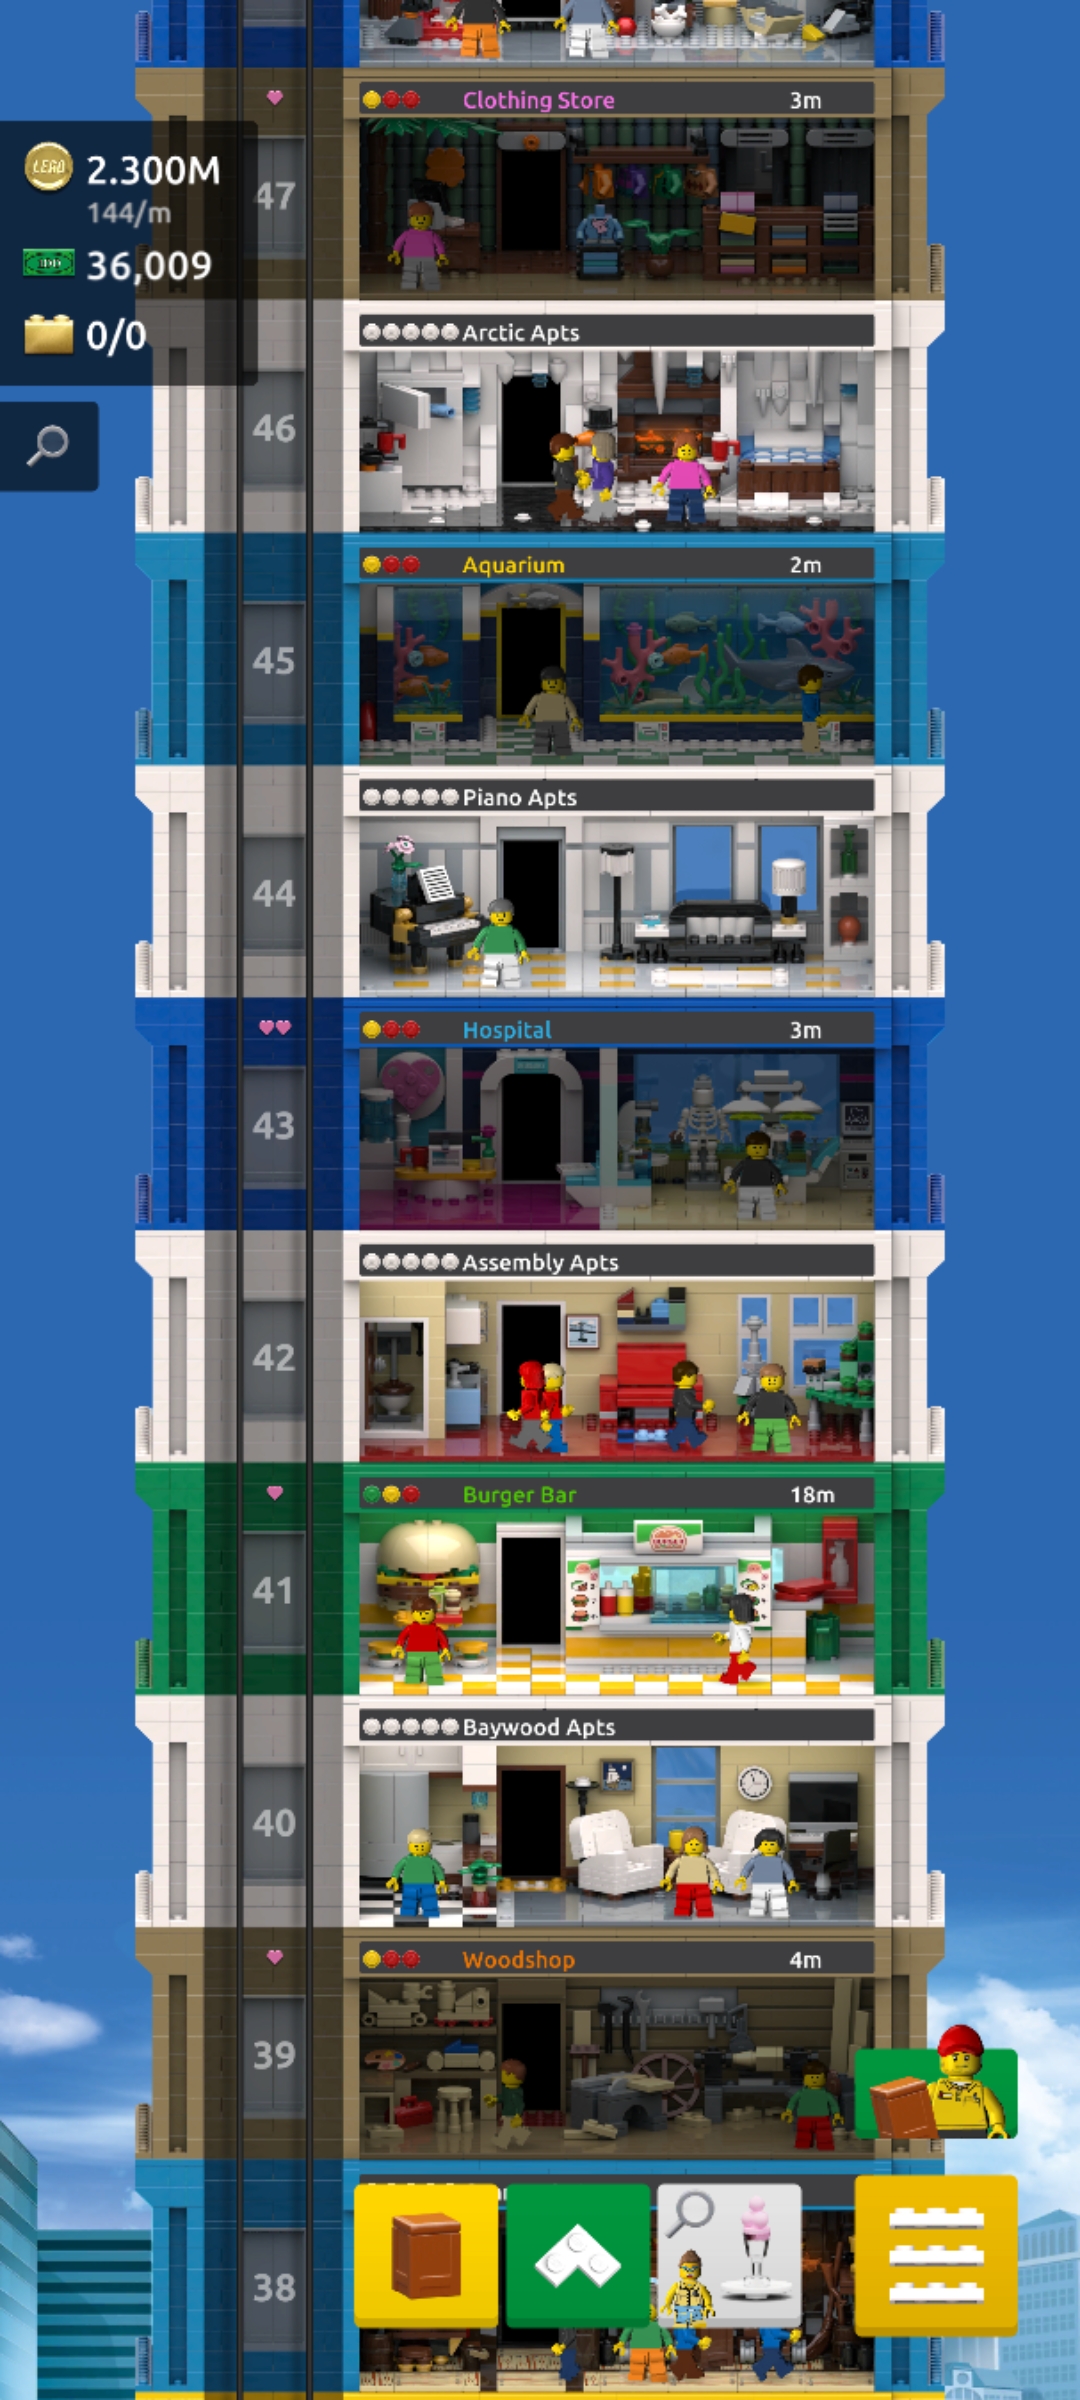 Clothing Store 3m
LEGO 2.300M
144/m
36,009
0/0
47
Arctic Apts
46
Aquarium 2m
45
Piano Apts
44
Hospital 3m
43
Assembly Apts
42
Burger Bar 18m
41
Baywood Apts
40
Woodshop 4m
39
38